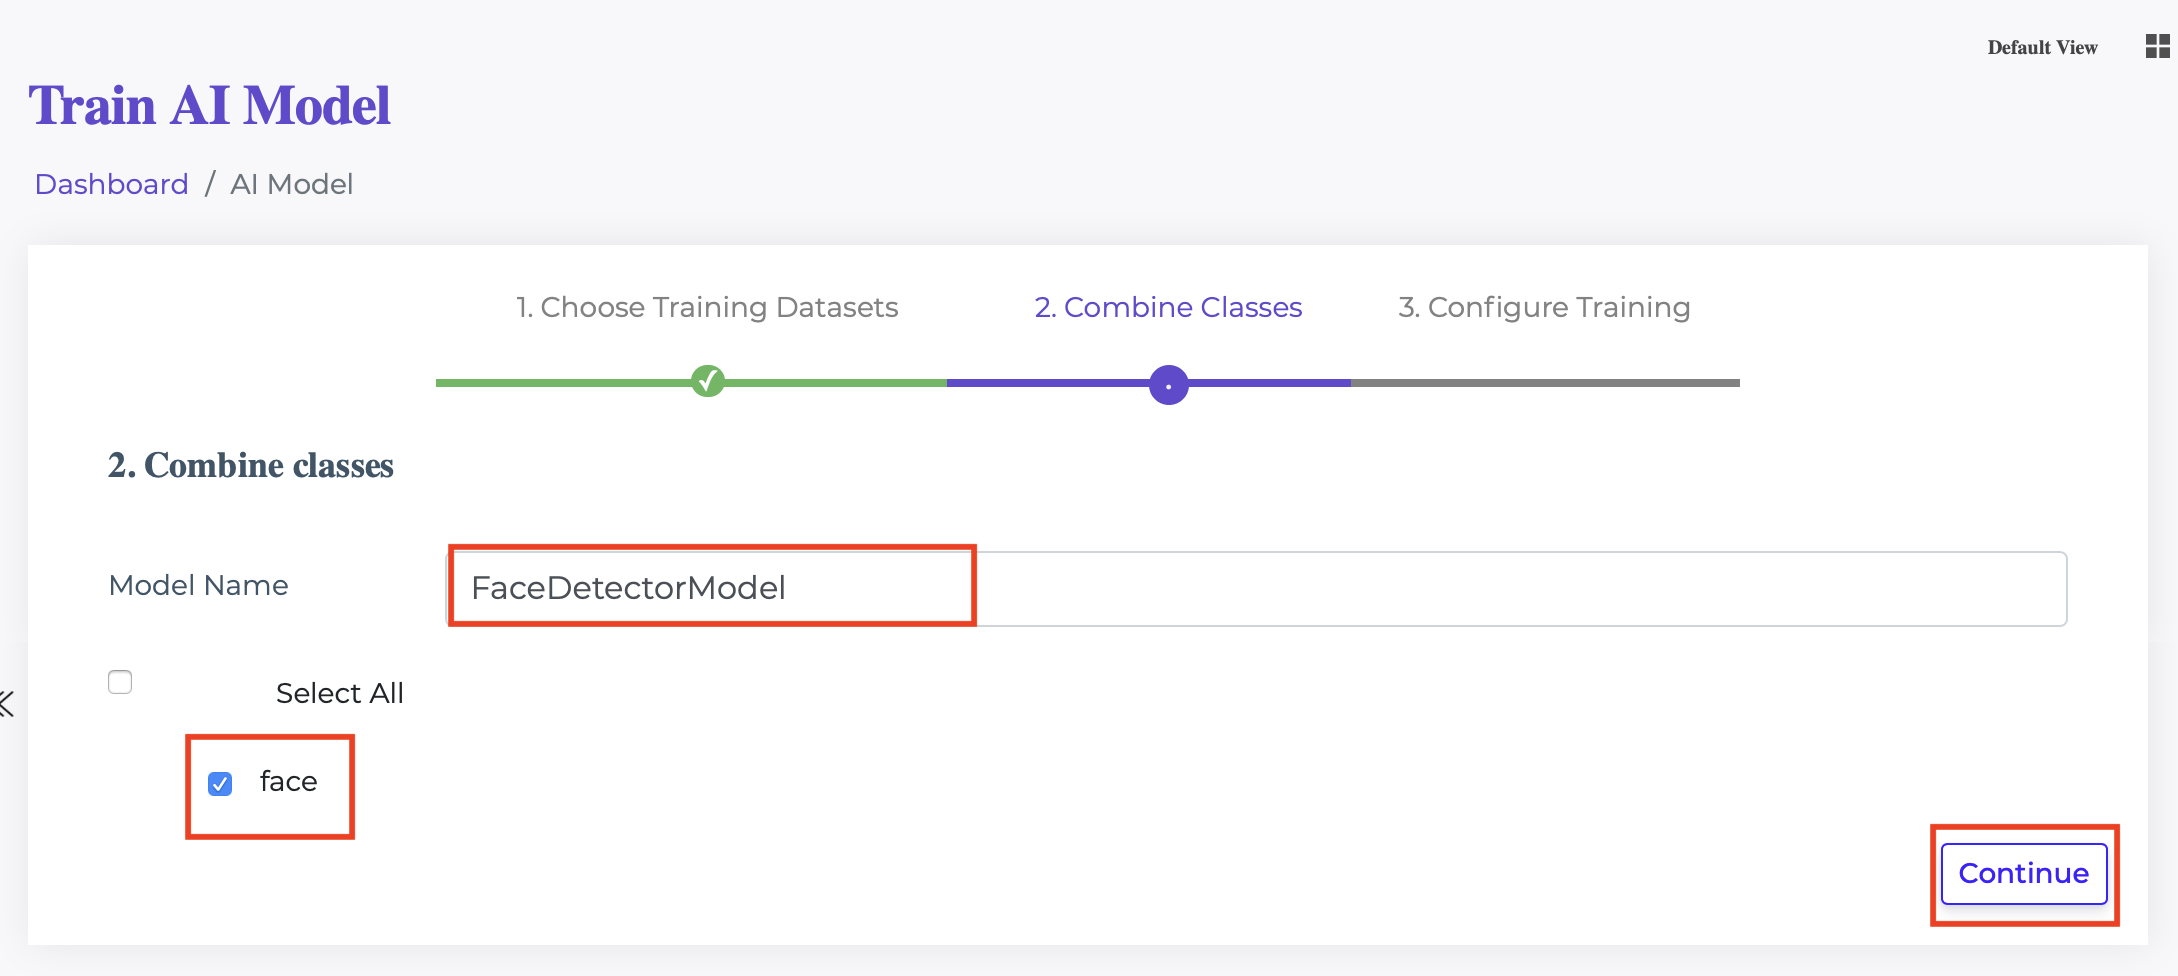 Default View
Train AI Model
Dashboard / AI Model
1. Choose Training Datasets
2. Combine Classes
3. Configure Training
2. Combine classes
Model Name
FaceDetectorModel
Select All
face
Continue